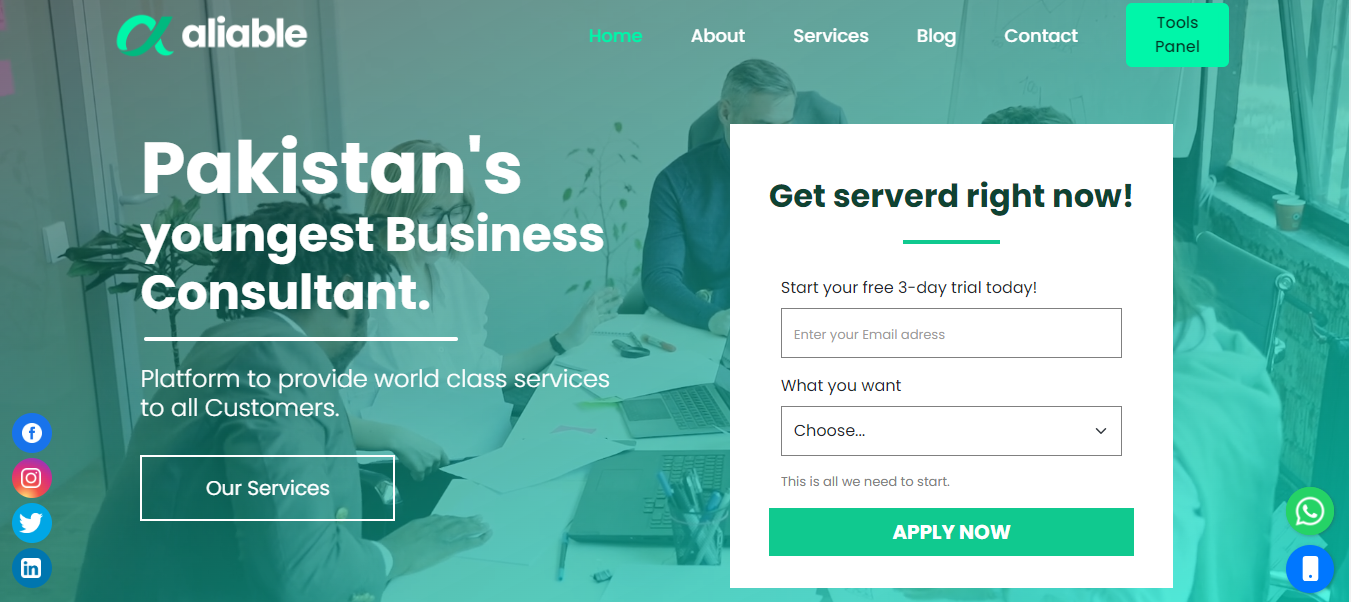 aliable
Home
About
Services
Blog
Contact
Tools
Panel
Pakistan's
youngest Business
Consultant.
Platform to provide world class services
to all Customers.
Our Services
Get serverd right now!
Start your free 3-day trial today!
Enter your Email adress
What you want
Choose...
This is all we need to start.
APPLY NOW